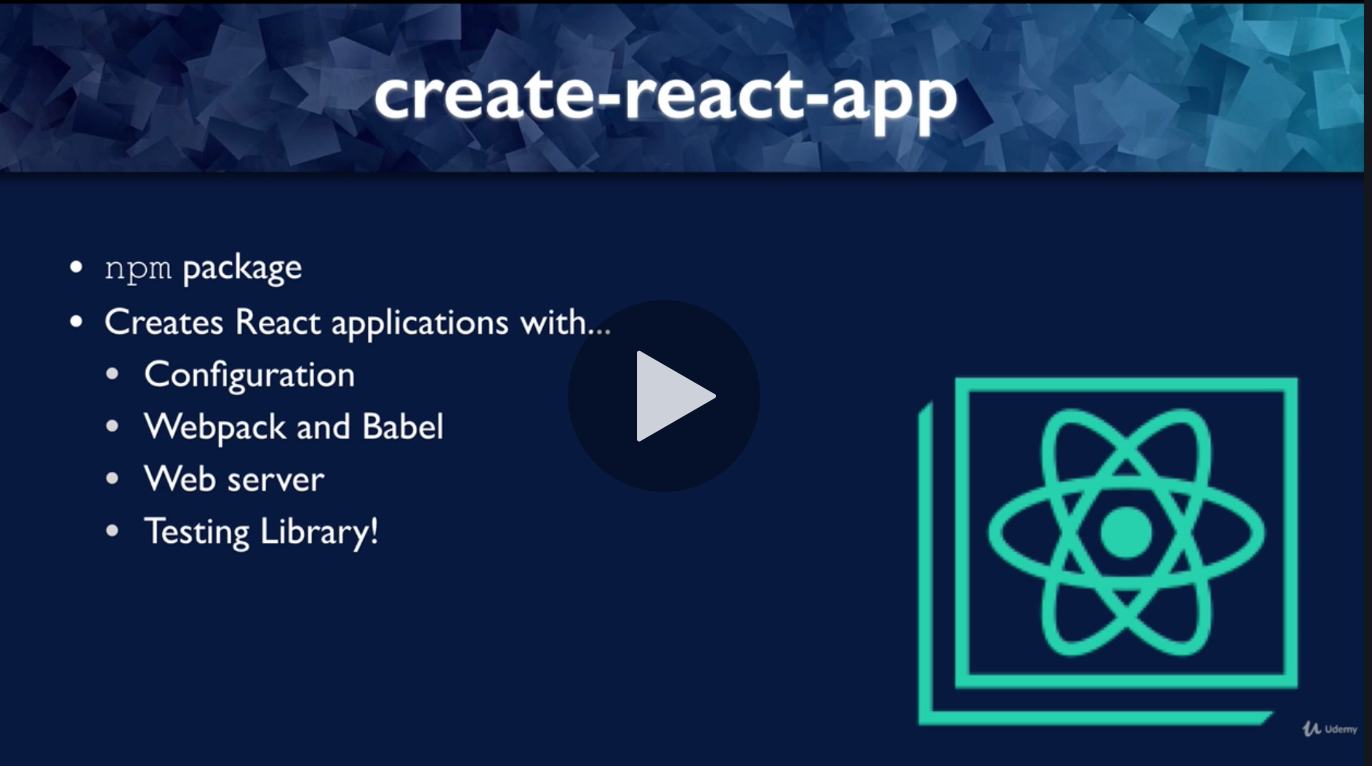 create-react-app
• npm package
• Creates React applications with...
• Configuration
• Webpack and Babel
• Web server
• Testing Library!
Udemy